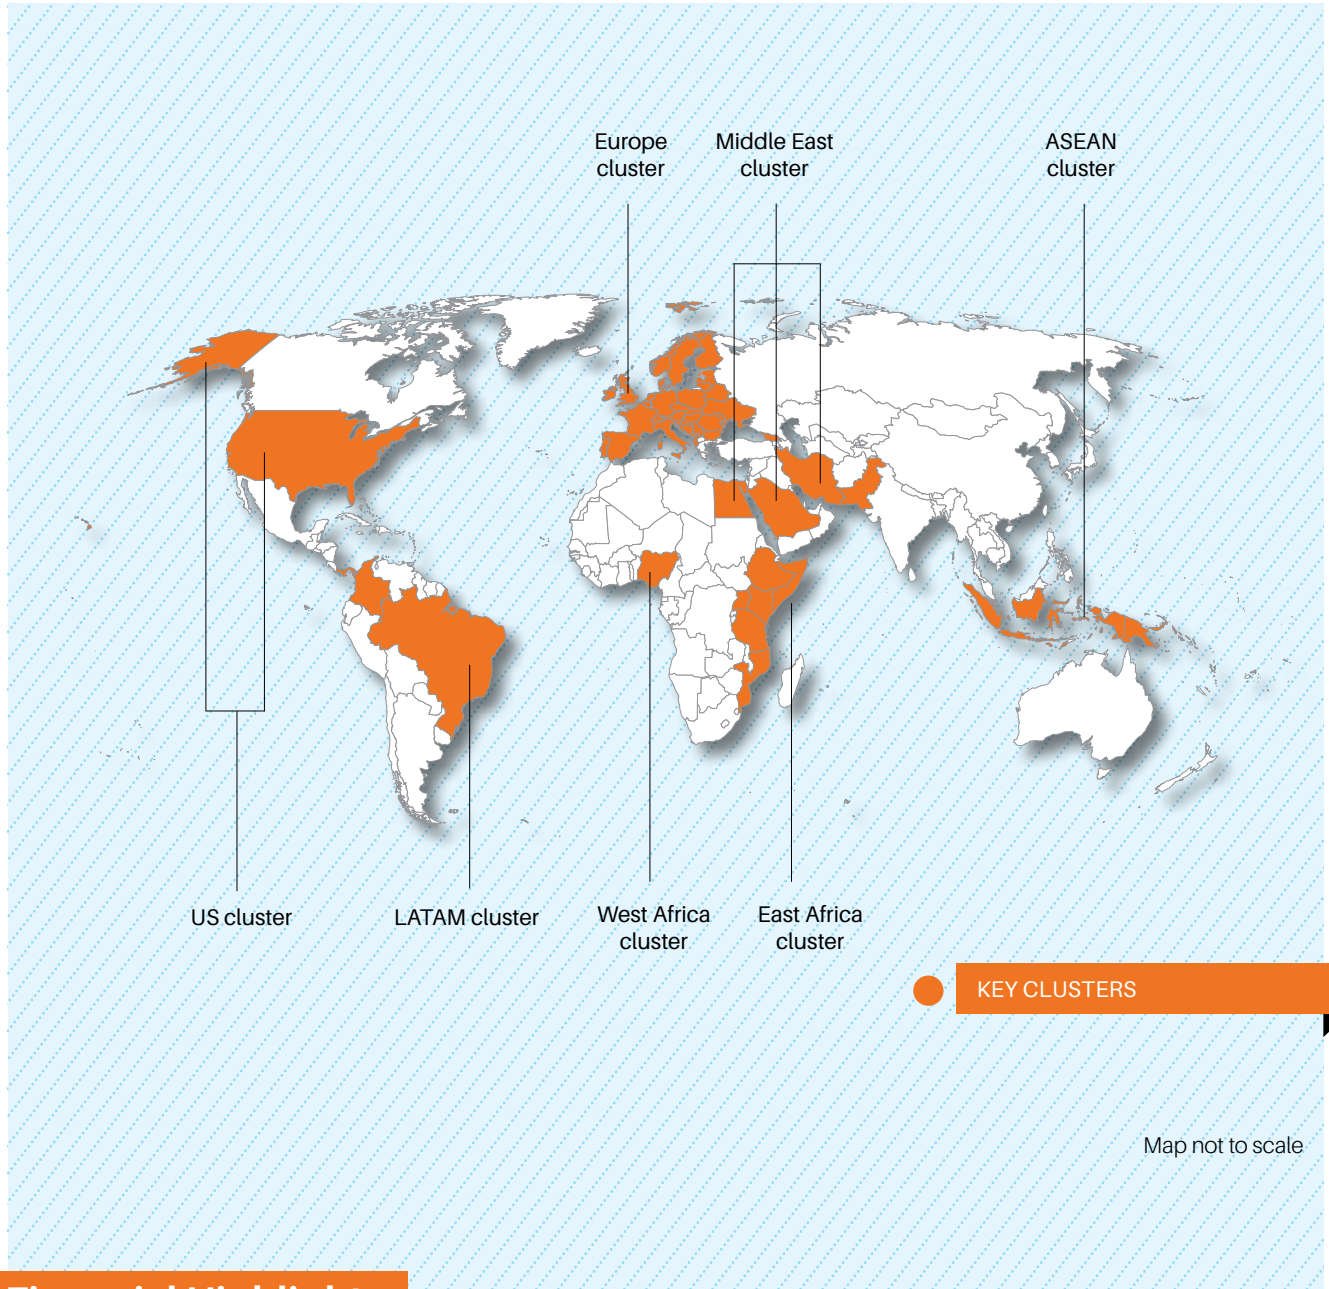 Europe
cluster
Middle East
cluster
ASEAN
cluster
US cluster
LATAM cluster
West Africa
cluster
East Africa
cluster
KEY CLUSTERS
Map not to scale